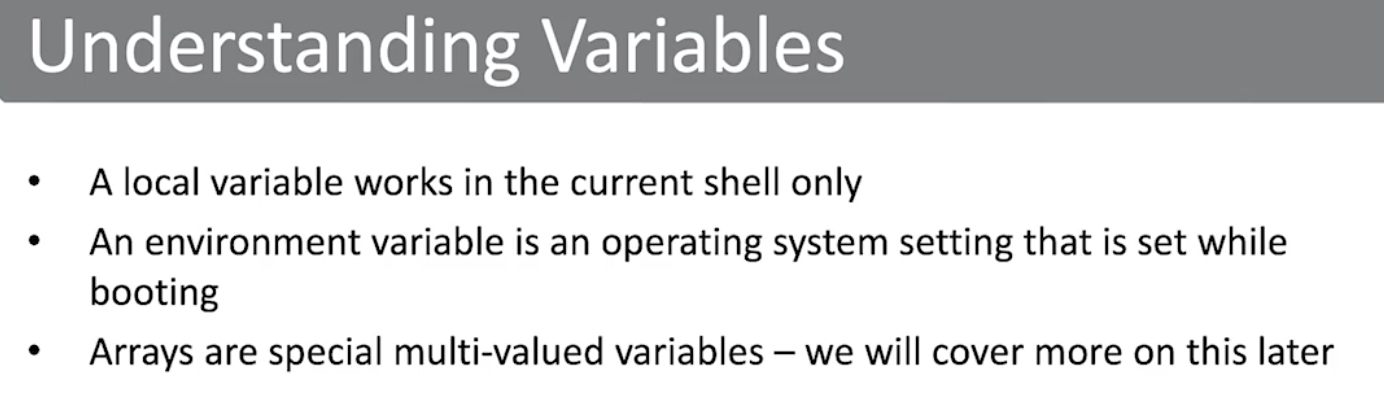 Understanding Variables
• A local variable works in the current shell only
• An environment variable is an operating system setting that is set while
booting
• Arrays are special multi-valued variables – we will cover more on this later